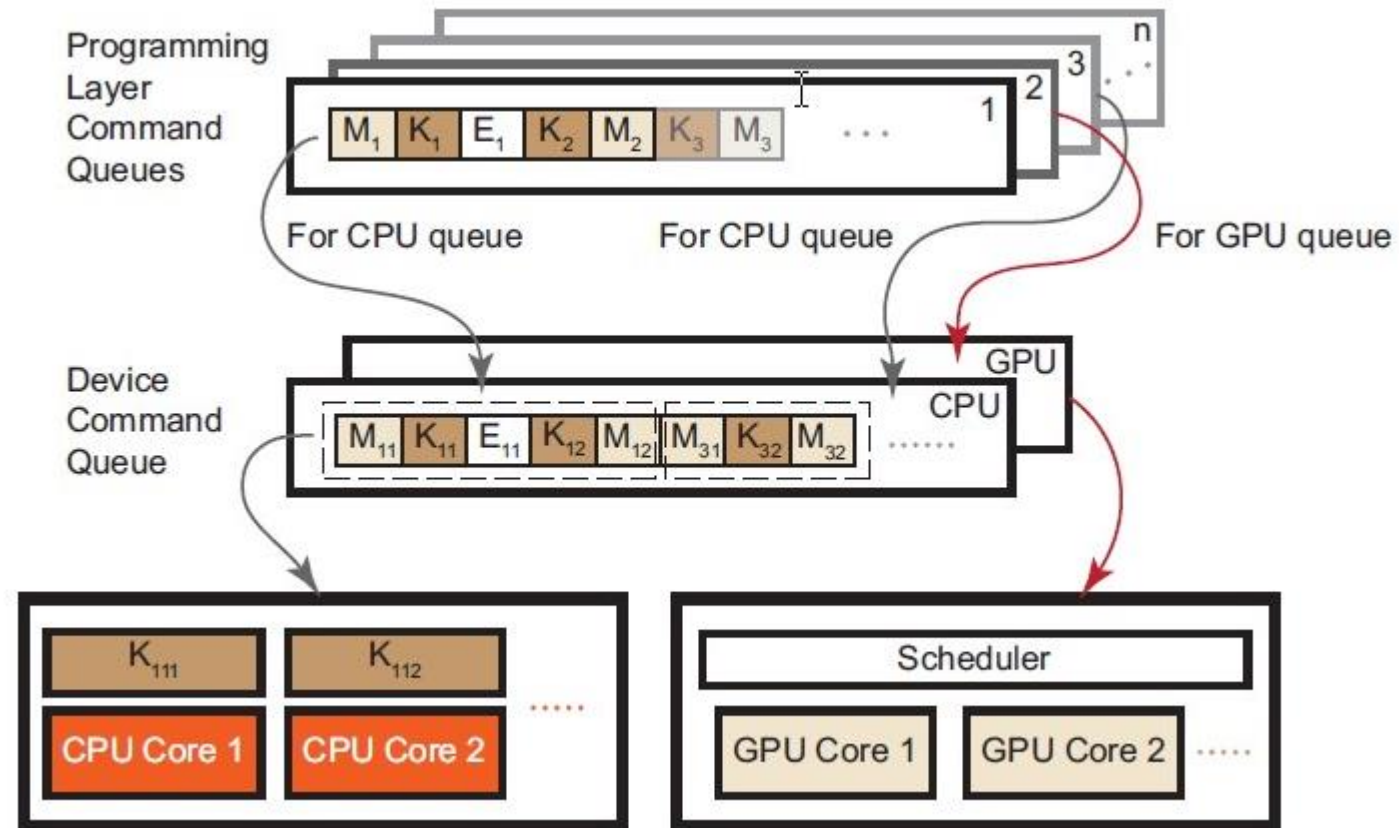 Programming
Layer
Command
Queues
n
3
2
1
M₁ K₁ E₁ K₂ M₂ K₃ M₃ ...
For CPU queue
For CPU queue
For GPU queue
Device
Command
Queue
GPU
CPU
M₁₁ K₁₁ E₁₁ K₁₂ M₁₂ M₃₁ K₃₂ M₃₂ ......
K₁₁₁
K₁₁₂
.....
CPU Core 1
CPU Core 2
Scheduler
GPU Core 1
GPU Core 2
.....